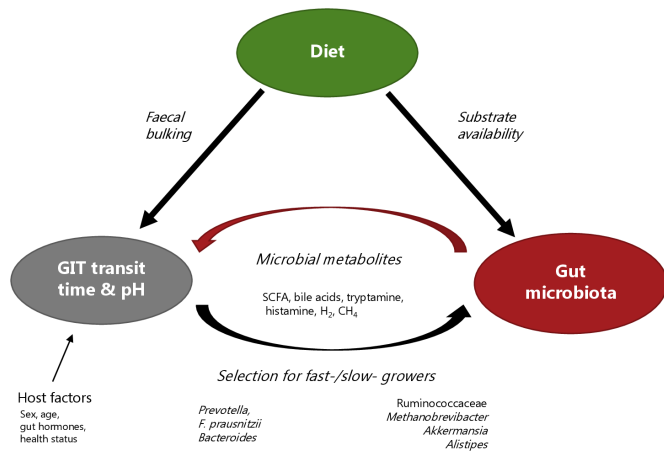 Diet
Faecal
bulking
Substrate
availability
GIT transit
time & pH
Microbial metabolites
SCFA, bile acids, tryptamine,
histamine, H₂, CH₄
Gut
microbiota
Selection for fast-/slow- growers
Host factors
Sex, age,
gut hormones,
health status
Prevotella,
F. prausnitzii
Bacteroides
Ruminococcaceae
Methanobrevibacter
Akkermansia
Alistipes